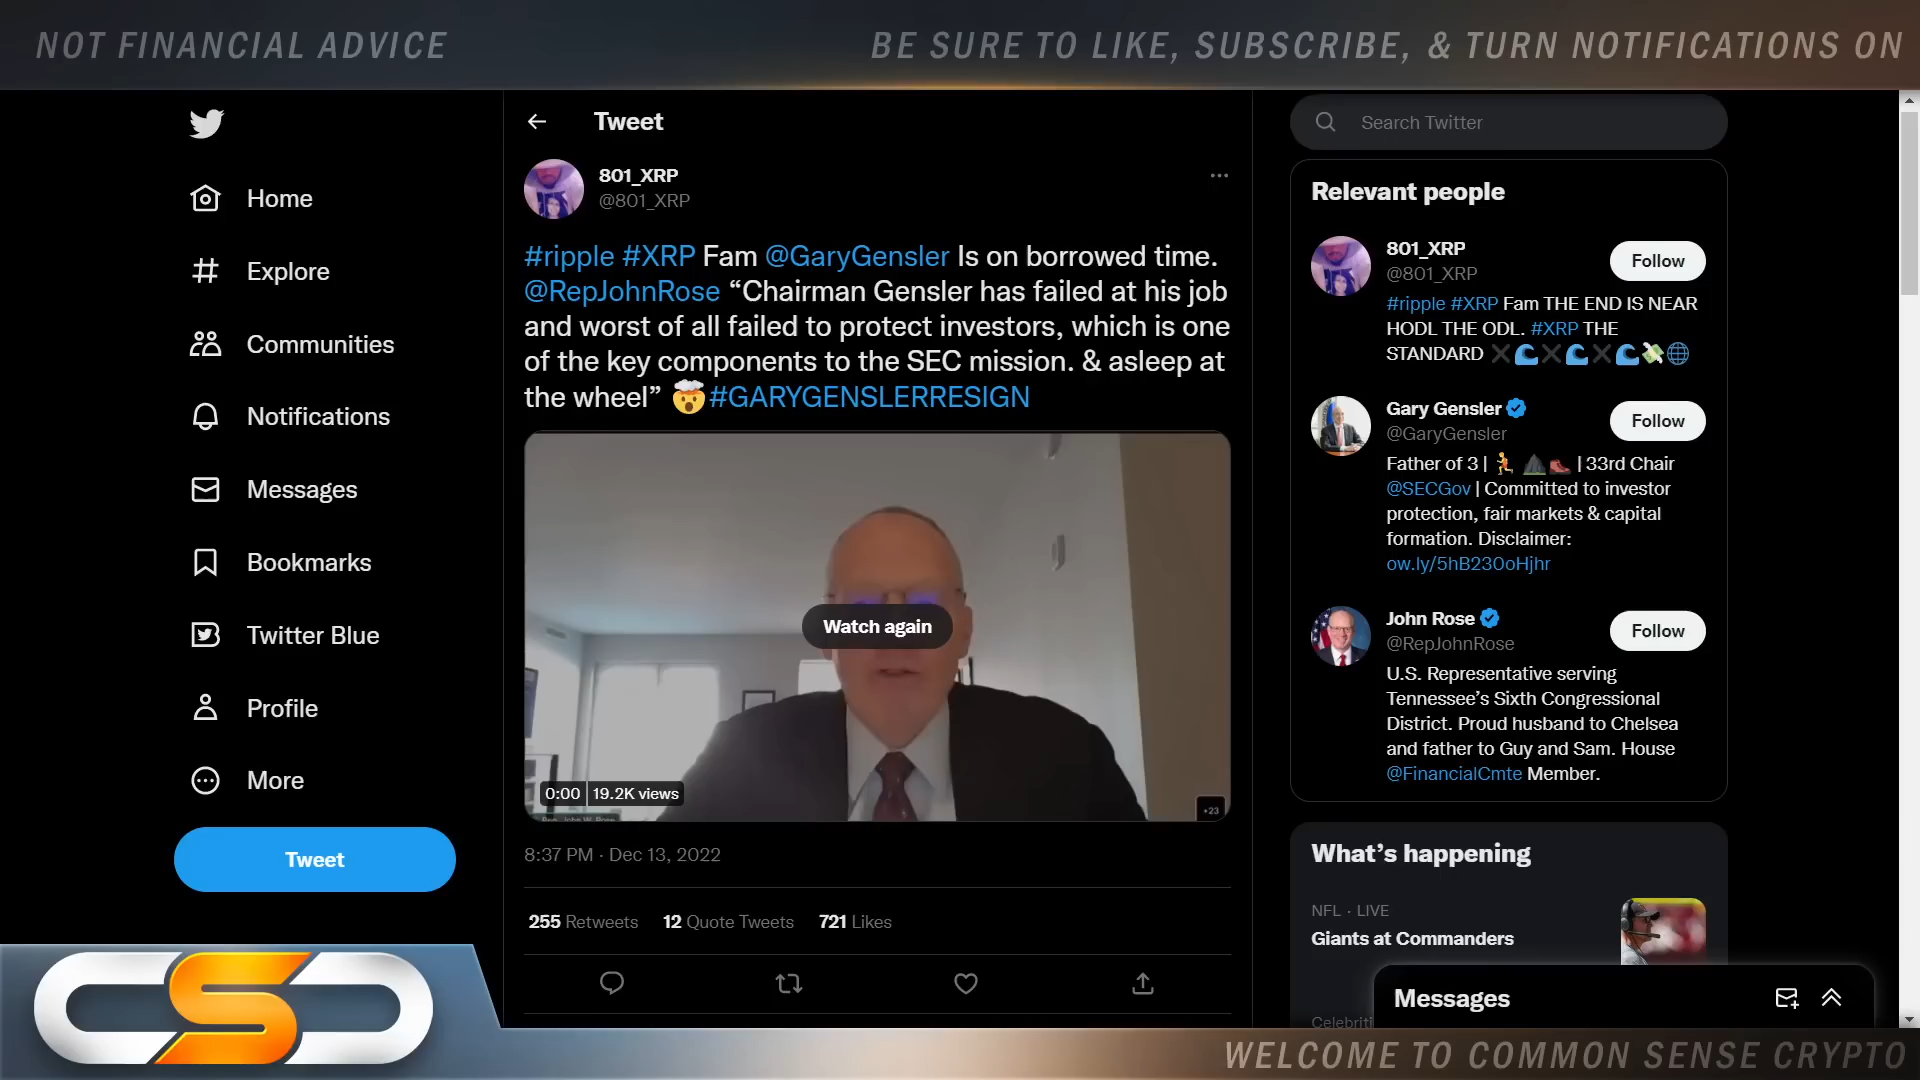 NOT FINANCIAL ADVICE
BE SURE TO LIKE, SUBSCRIBE, & TURN NOTIFICATIONS ON
Home
Explore
Communities
Notifications
Messages
Bookmarks
Twitter Blue
Profile
More
Tweet
Tweet
801_XRP
@801_XRP
#ripple #XRP Fam @GaryGensler Is on borrowed time.
@RepJohnRose “Chairman Gensler has failed at his job
and worst of all failed to protect investors, which is one
of the key components to the SEC mission. & asleep at
the wheel” 🤯#GARYGENSLERRESIGN
Watch again
0:00 19.2K views
Rep. John W. Rose
+23
8:37 PM · Dec 13, 2022
255 Retweets 12 Quote Tweets 721 Likes
Search Twitter
Relevant people
801_XRP
@801_XRP
Follow
#ripple #XRP Fam THE END IS NEAR
HODL THE ODL. #XRP THE
STANDARD ✖️🌊✖️🌊✖️🌊💸🌐
Gary Gensler
@GaryGensler
Follow
Father of 3 | 🏃 ⛰🥾 | 33rd Chair
@SECGov | Committed to investor
protection, fair markets & capital
formation. Disclaimer:
ow.ly/5hB230oHjhr
John Rose
@RepJohnRose
Follow
U.S. Representative serving
Tennessee’s Sixth Congressional
District. Proud husband to Chelsea
and father to Guy and Sam. House
@FinancialCmte Member.
What’s happening
NFL · LIVE
Giants at Commanders
Celebriti
Messages
CSC
WELCOME TO COMMON SENSE CRYPTO